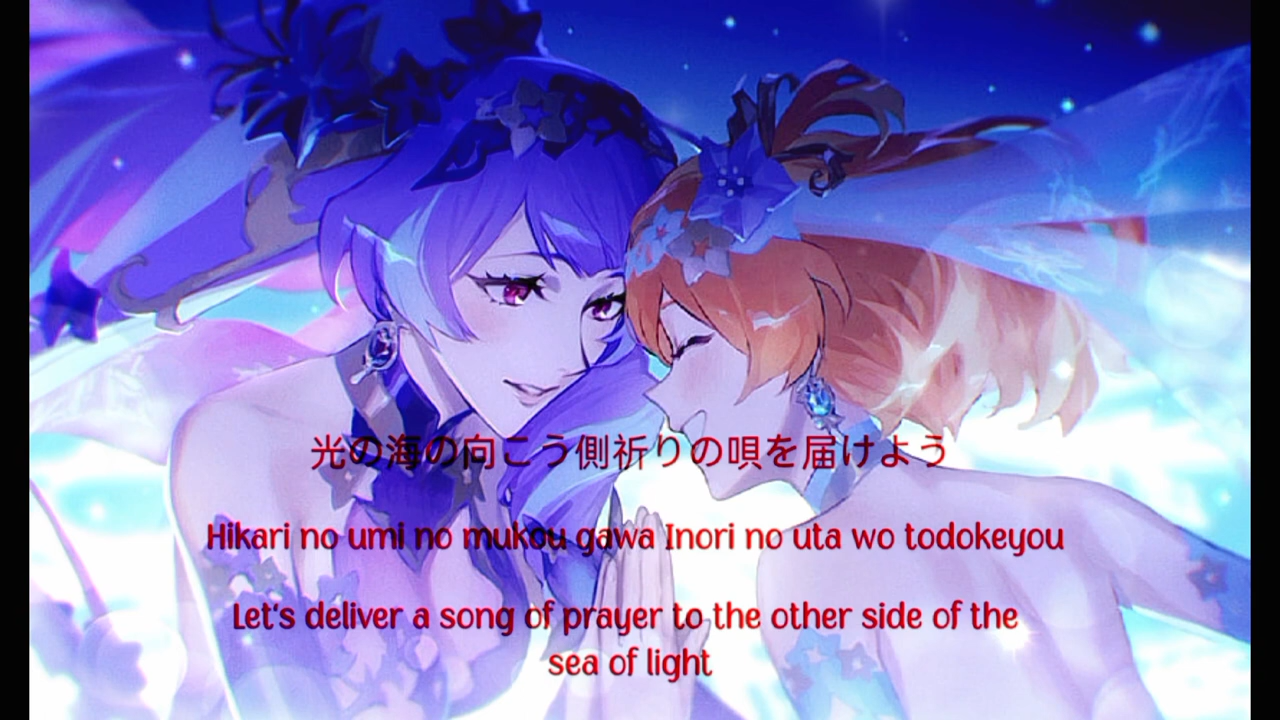 光の海の向こう側祈りの唄を届けよう
Hikari no umi no mukou gawa Inori no uta wo todokeyou
Let's deliver a song of prayer to the other side of the
sea of light